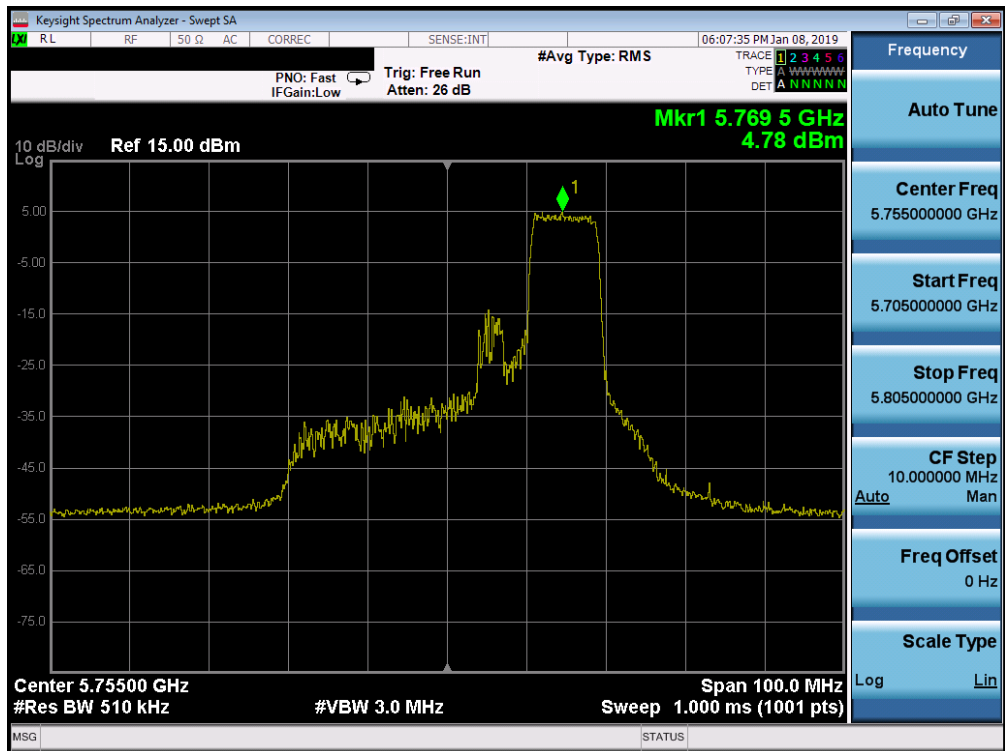 Keysight Spectrum Analyzer - Swept SA
LXI RL RF 50 Ω AC CORREC SENSE:INT 06:07:35 PM Jan 08, 2019
#Avg Type: RMS
TRACE 1 2 3 4 5 6
TYPE A WWWWW
DET A N N N N N
PNO: Fast
IFGain:Low
Trig: Free Run
Atten: 26 dB
Mkr1 5.769 5 GHz
4.78 dBm
10 dB/div Ref 15.00 dBm
Log
1
5.00
-5.00
-15.0
-25.0
-35.0
-45.0
-55.0
-65.0
-75.0
Center 5.75500 GHz Span 100.0 MHz
#Res BW 510 kHz #VBW 3.0 MHz Sweep 1.000 ms (1001 pts)
MSG STATUS
Frequency
Auto Tune
Center Freq
5.755000000 GHz
Start Freq
5.705000000 GHz
Stop Freq
5.805000000 GHz
CF Step
10.000000 MHz
Auto Man
Freq Offset
0 Hz
Scale Type
Log Lin